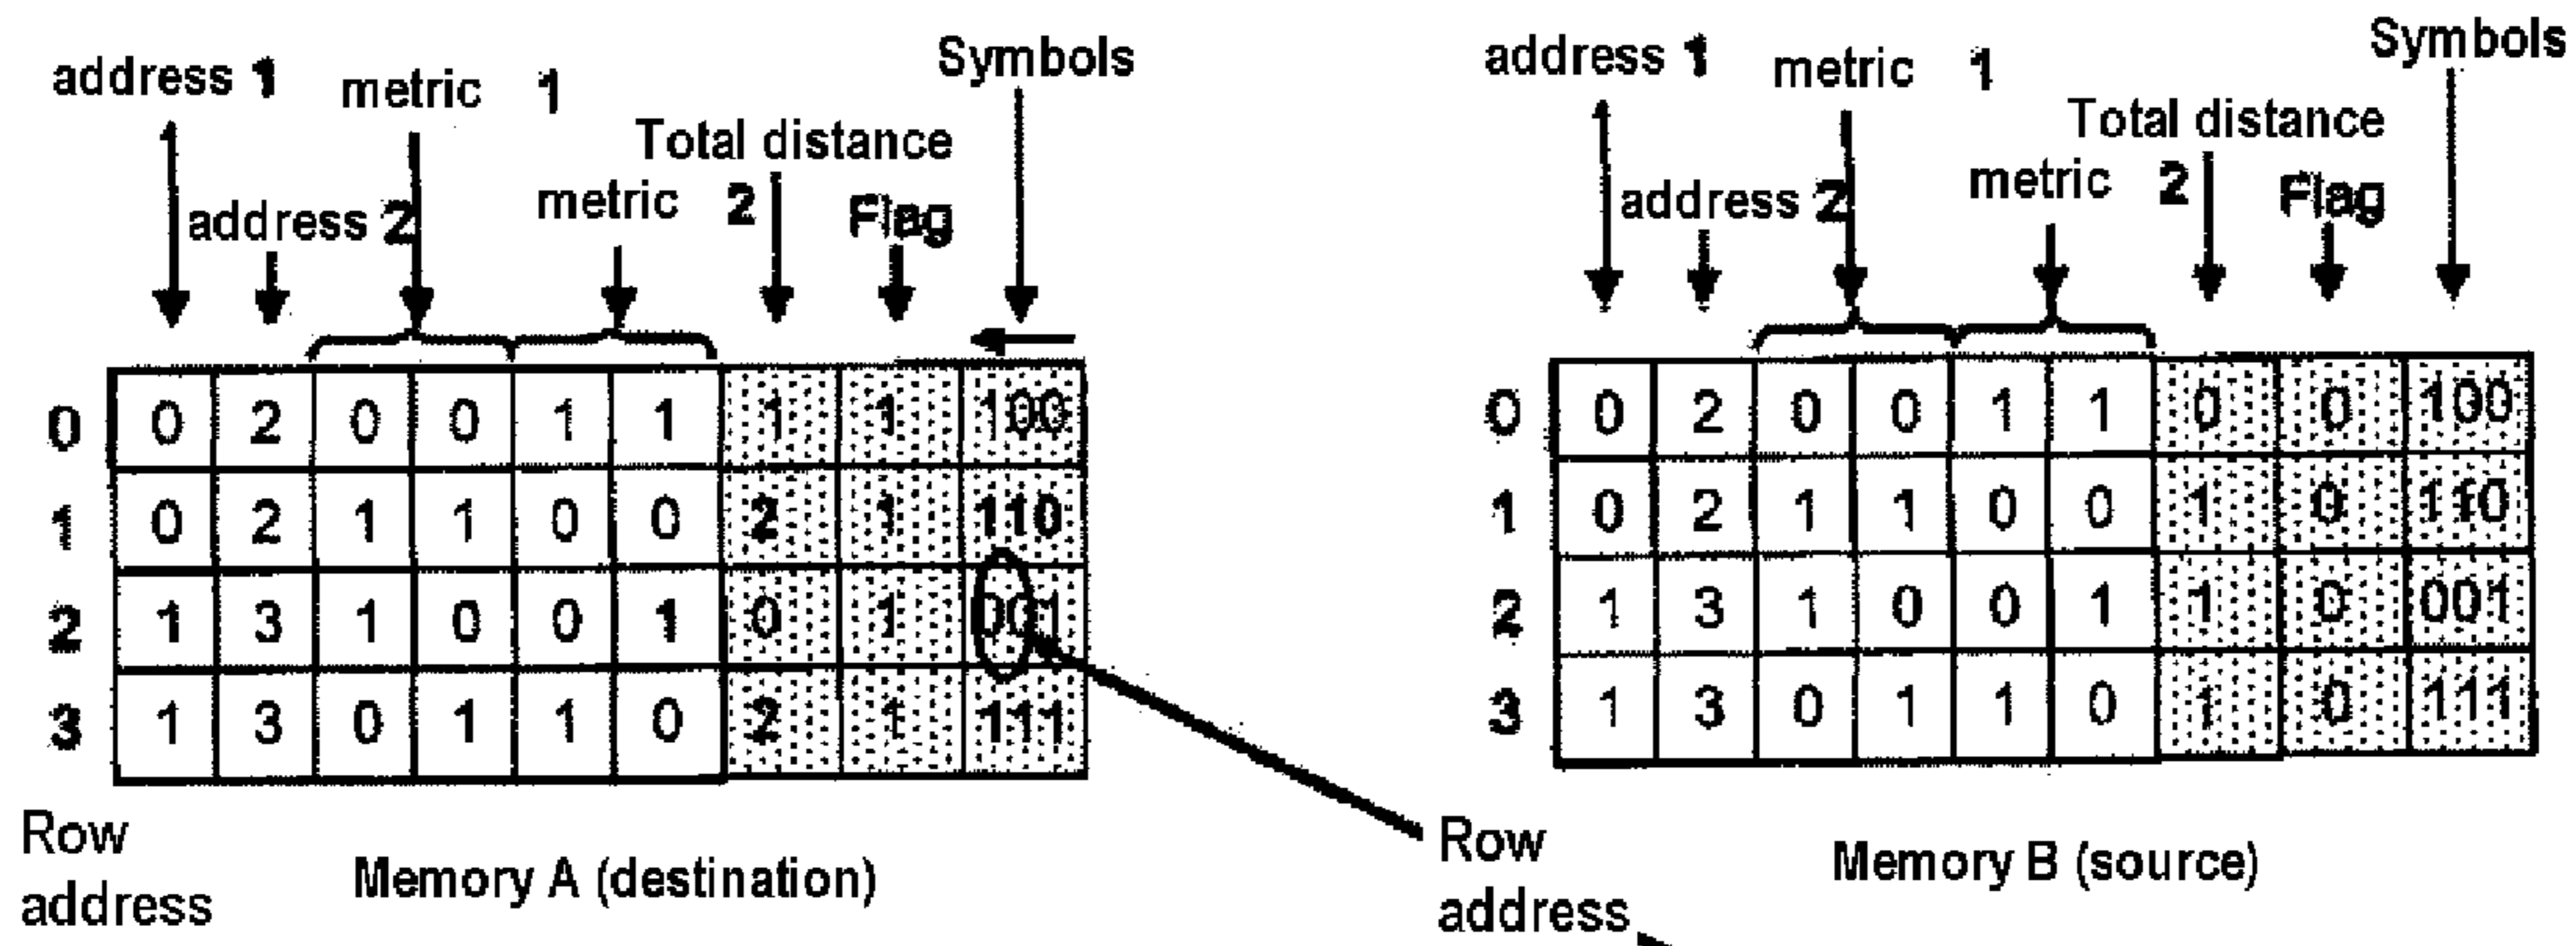 address 1 metric 1 Symbols
Total distance
address 2 metric 2 Flag
0 0 2 0 0 1 1 1 1 100
1 0 2 1 1 0 0 2 1 110
2 1 3 1 0 0 1 0 1 001
3 1 3 0 1 1 0 2 1 111
Row
address
Memory A (destination)
address 1 metric 1 Symbols
Total distance
address 2 metric 2 Flag
0 0 2 0 0 1 1 0 0 100
1 0 2 1 1 0 0 1 0 110
2 1 3 1 0 0 1 1 0 001
3 1 3 0 1 1 0 1 0 111
Row
address
Memory B (source)